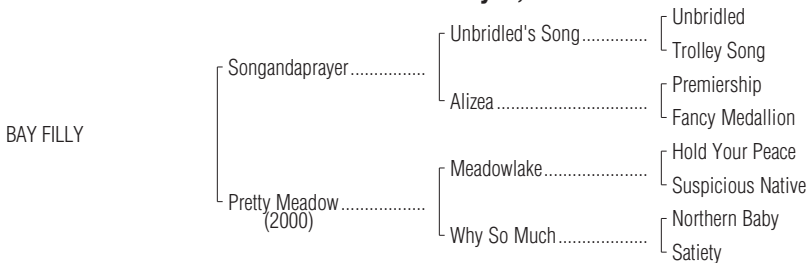 Unbridled
Unbridled's Song..............
Trolley Song
Songandaprayer................
Premiership
Alizea................................
Fancy Medallion
BAY FILLY
Hold Your Peace
Meadowlake......................
Suspicious Native
Pretty Meadow..................
(2000)
Northern Baby
Why So Much...................
Satiety